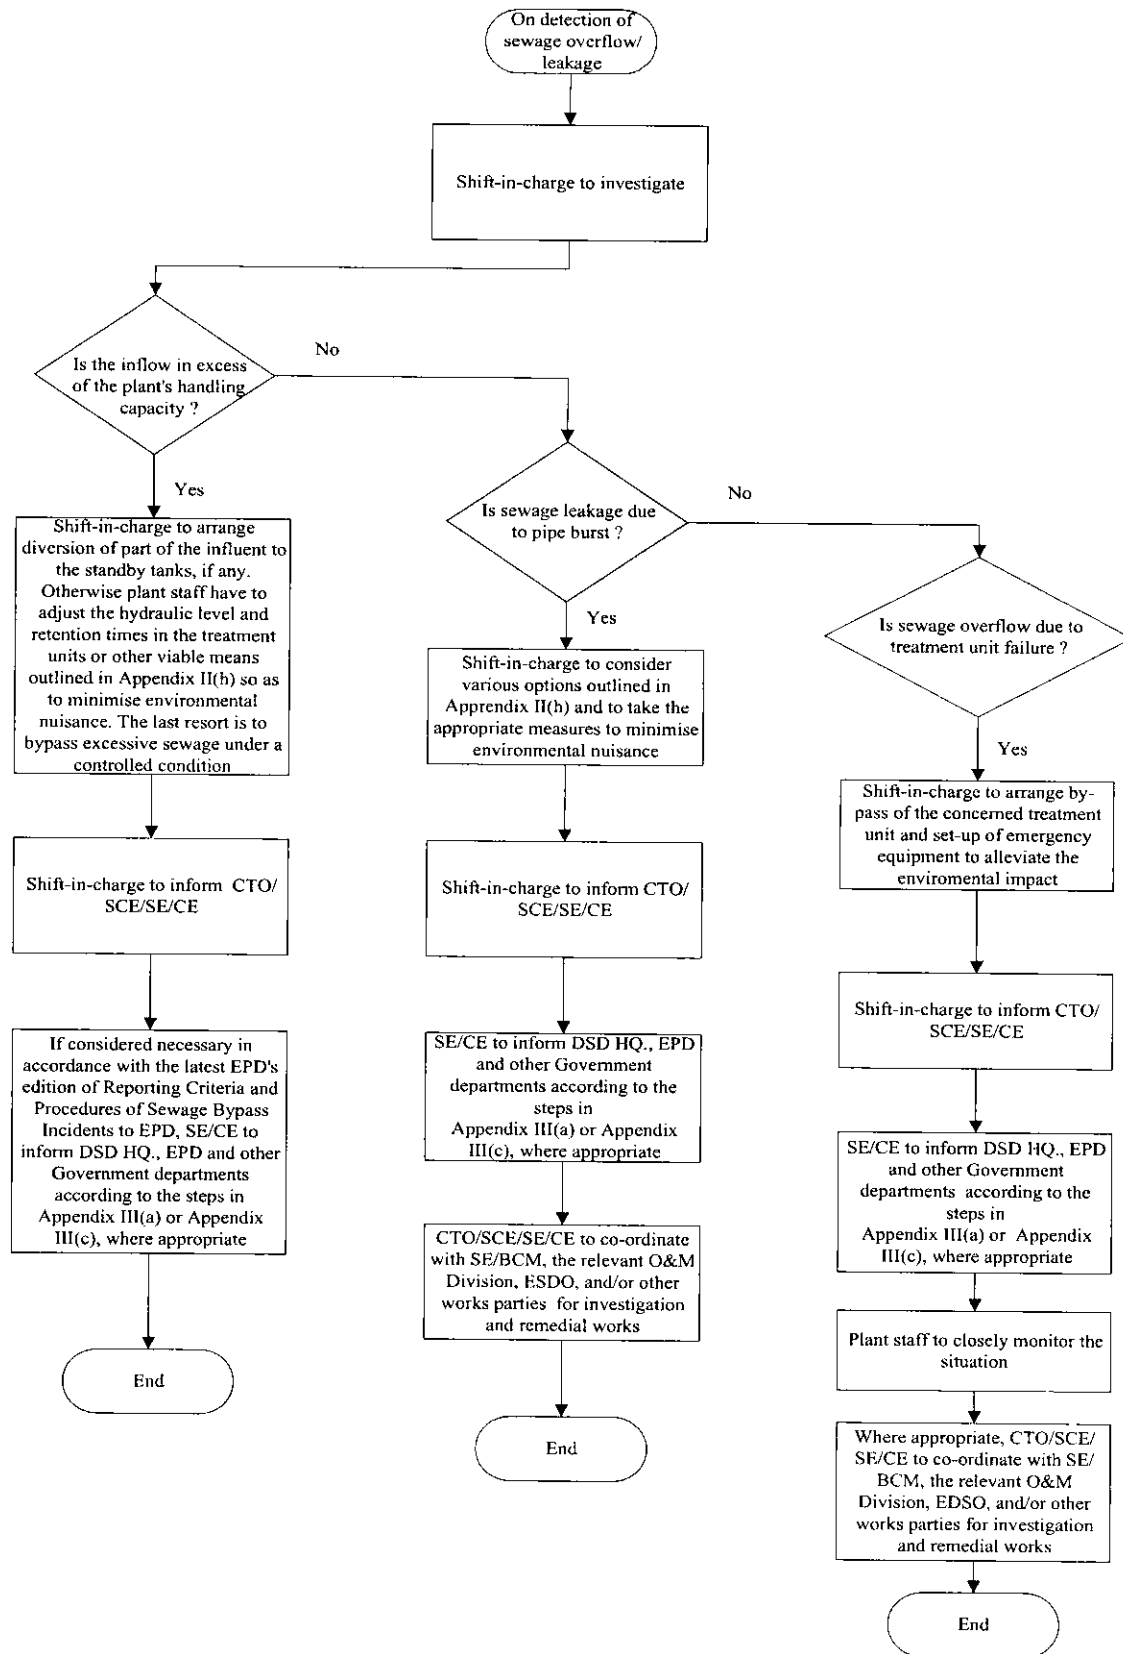 On detection of
sewage overflow/
leakage
Shift-in-charge to investigate
Is the inflow in excess
of the plant's handling
capacity ?
No
Yes
Shift-in-charge to arrange
diversion of part of the influent to
the standby tanks, if any.
Otherwise plant staff have to
adjust the hydraulic level and
retention times in the treatment
units or other viable means
outlined in Appendix II(h) so as
to minimise environmental
nuisance. The last resort is to
bypass excessive sewage under a
controlled condition
Shift-in-charge to inform CTO/
SCE/SE/CE
If considered necessary in
accordance with the latest EPD's
edition of Reporting Criteria and
Procedures of Sewage Bypass
Incidents to EPD, SE/CE to
inform DSD HQ., EPD and other
Government departments
according to the steps in
Appendix III(a) or Appendix
III(c), where appropriate
End
Is sewage leakage due
to pipe burst ?
No
Yes
Shift-in-charge to consider
various options outlined in
Apprendix II(h) and to take the
appropriate measures to minimise
environmental nuisance
Shift-in-charge to inform CTO/
SCE/SE/CE
SE/CE to inform DSD HQ., EPD
and other Government
departments according to the
steps in
Appendix III(a) or Appendix
III(c), where appropriate
CTO/SCE/SE/CE to co-ordinate
with SE/BCM, the relevant O&M
Division, ESDO, and/or other
works parties for investigation
and remedial works
End
Is sewage overflow due to
treatment unit failure ?
Yes
Shift-in-charge to arrange by-
pass of the concerned treatment
unit and set-up of emergency
equipment to alleviate the
enviromental impact
Shift-in-charge to inform CTO/
SCE/SE/CE
SE/CE to inform DSD HQ., EPD
and other Government
departments according to the
steps in
Appendix III(a) or Appendix
III(c), where appropriate
Plant staff to closely monitor the
situation
Where appropriate, CTO/SCE/
SE/CE to co-ordinate with SE/
BCM, the relevant O&M
Division, EDSO, and/or other
works parties for investigation
and remedial works
End